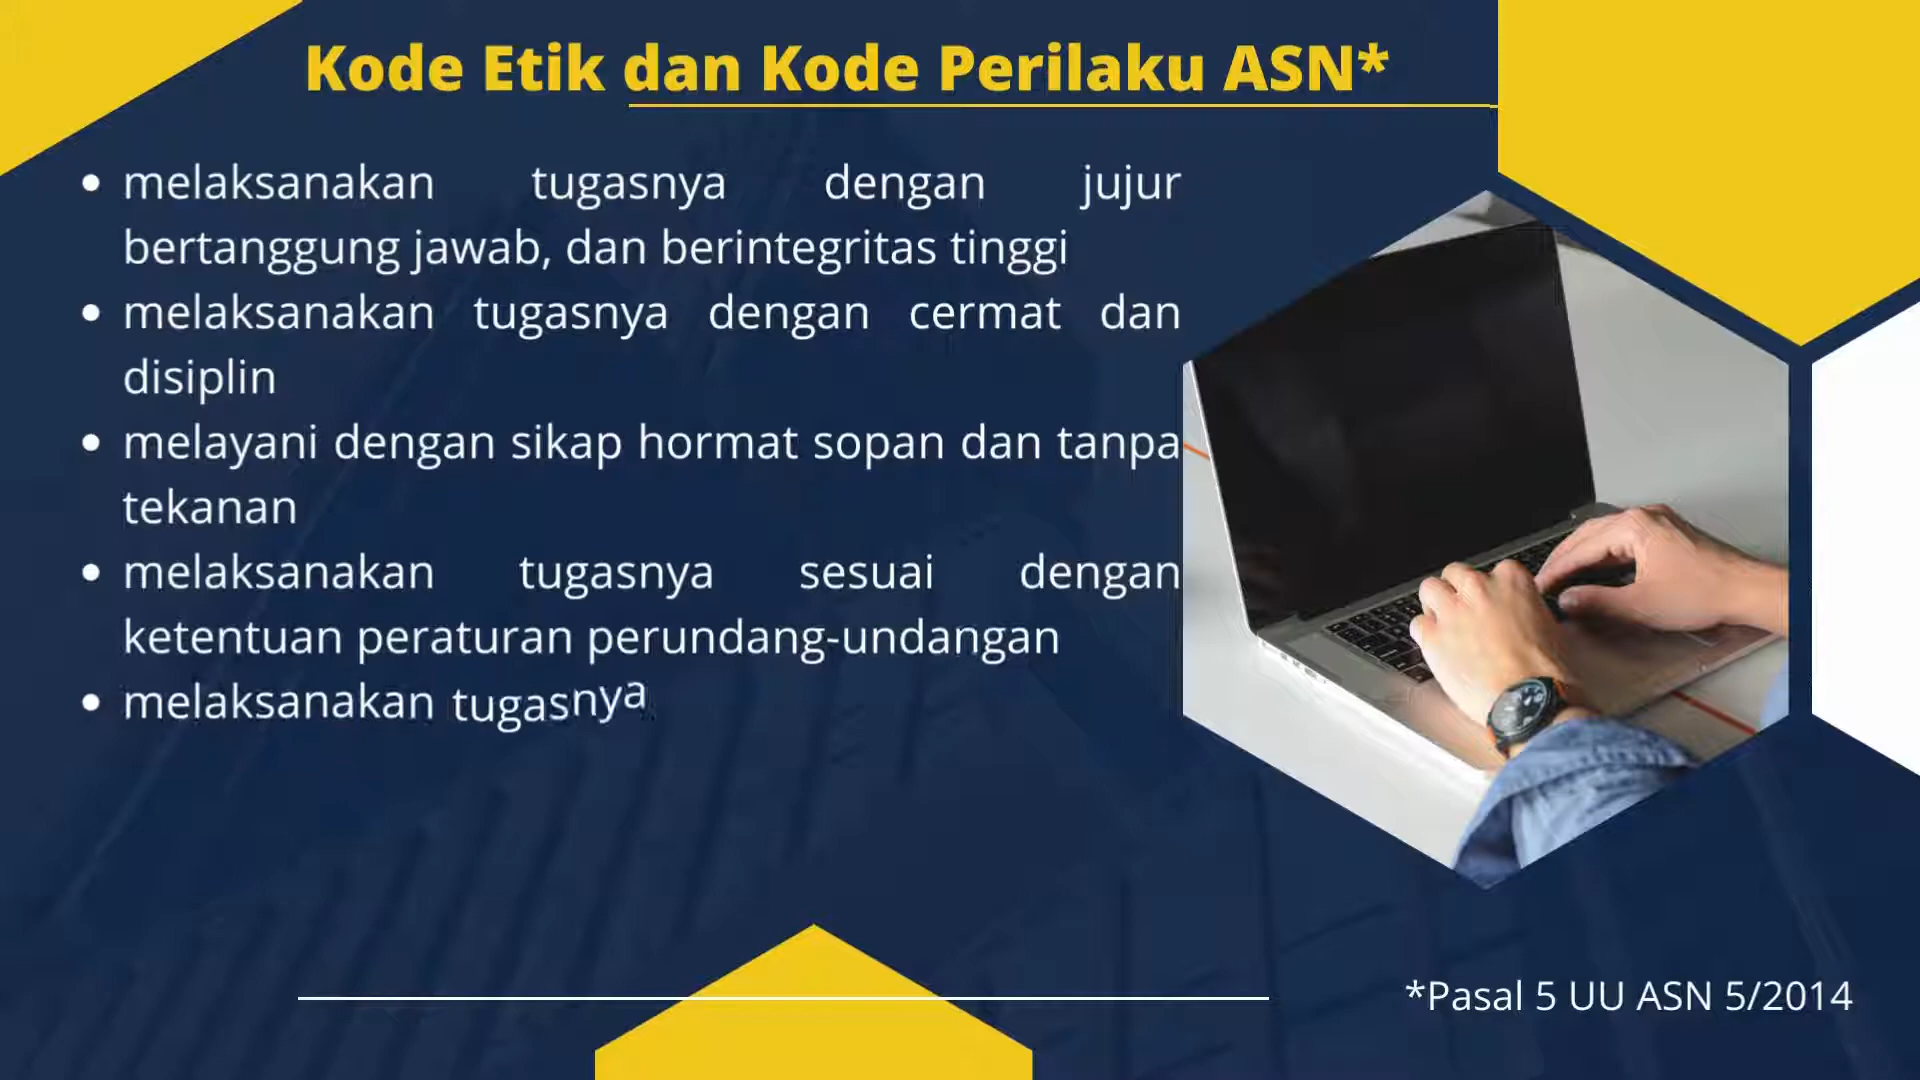 Kode Etik dan Kode Perilaku ASN*
• melaksanakan tugasnya dengan jujur
bertanggung jawab, dan berintegritas tinggi
• melaksanakan tugasnya dengan cermat dan
disiplin
• melayani dengan sikap hormat sopan dan tanpa
tekanan
• melaksanakan tugasnya sesuai dengan
ketentuan peraturan perundang-undangan
• melaksanakan tugasnya
*Pasal 5 UU ASN 5/2014